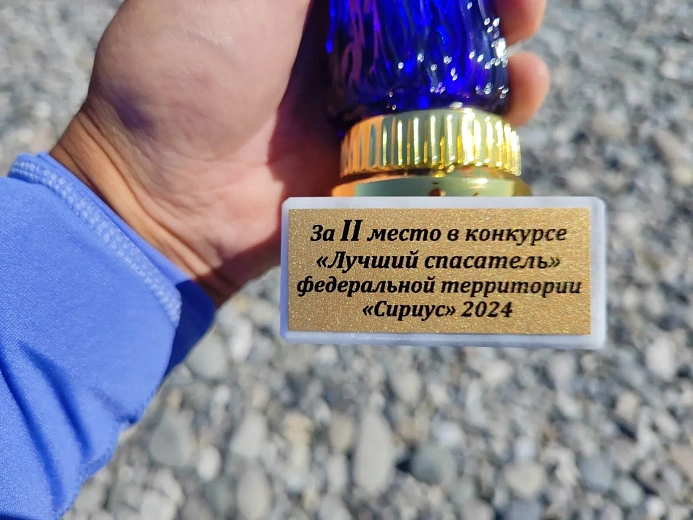 За II место в конкурсе
«Лучший спасатель»
федеральной территории
«Сириус» 2024